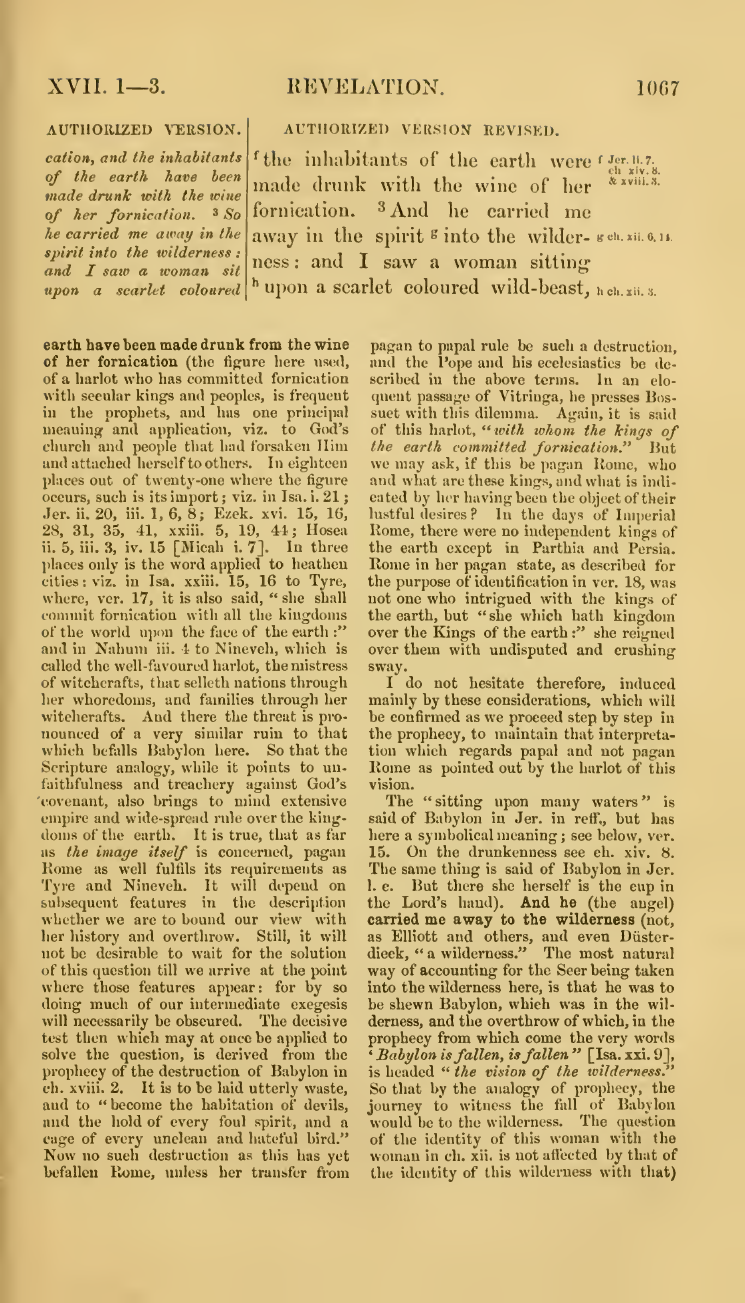 XVII. 1—3.
REVELATION.
1067
AUTHORIZED VERSION.
cation, and the inhabitants
of the earth have been
made drunk with the wine
of her fornication. ³ So
he carried me away in the
spirit into the wilderness :
and I saw a woman sit
upon a scarlet coloured
AUTHORIZED VERSION REVISED.
ᶠ the inhabitants of the earth were
made drunk with the wine of her
fornication. ³ And he carried me
away in the spirit ᵍ into the wilder-
ness : and I saw a woman sitting
ʰ upon a scarlet coloured wild-beast,
f Jer. li. 7.
ch xiv. 8.
& xviii. 3.
g ch. xii. 6, 14.
h ch. xii. 3.
earth have been made drunk from the wine
of her fornication (the figure here used,
of a harlot who has committed fornication
with secular kings and peoples, is frequent
in the prophets, and has one principal
meaning and application, viz. to God's
church and people that had forsaken Him
and attached herself to others. In eighteen
places out of twenty-one where the figure
occurs, such is its import ; viz. in Isa. i. 21 ;
Jer. ii. 20, iii. 1, 6, 8 ; Ezek. xvi. 15, 16,
28, 31, 35, 41, xxiii. 5, 19, 44 ; Hosea
ii. 5, iii. 3, iv. 15 [Micah i. 7]. In three
places only is the word applied to heathen
cities : viz. in Isa. xxiii. 15, 16 to Tyre,
where, ver. 17, it is also said, “ she shall
commit fornication with all the kingdoms
of the world upon the face of the earth :”
and in Nahum iii. 4 to Nineveh, which is
called the well-favoured harlot, the mistress
of witchcrafts, that selleth nations through
her whoredoms, and families through her
witchcrafts. And there the threat is pro-
nounced of a very similar ruin to that
which befalls Babylon here. So that the
Scripture analogy, while it points to un-
faithfulness and treachery against God's
covenant, also brings to mind extensive
empire and wide-spread rule over the king-
doms of the earth. It is true, that as far
as the image itself is concerned, pagan
Rome as well fulfils its requirements as
Tyre and Nineveh. It will depend on
subsequent features in the description
whether we are to bound our view with
her history and overthrow. Still, it will
not be desirable to wait for the solution
of this question till we arrive at the point
where those features appear : for by so
doing much of our intermediate exegesis
will necessarily be obscured. The decisive
test then which may at once be applied to
solve the question, is derived from the
prophecy of the destruction of Babylon in
ch. xviii. 2. It is to be laid utterly waste,
and to “ become the habitation of devils,
and the hold of every foul spirit, and a
cage of every unclean and hateful bird.”
Now no such destruction as this has yet
befallen Rome, unless her transfer from
pagan to papal rule be such a destruction,
and the Pope and his ecclesiastics be de-
scribed in the above terms. In an elo-
quent passage of Vitringa, he presses Bos-
suet with this dilemma. Again, it is said
of this harlot, “ with whom the kings of
the earth committed fornication.” But
we may ask, if this be pagan Rome, who
and what are these kings, and what is indi-
cated by her having been the object of their
lustful desires ? In the days of Imperial
Rome, there were no independent kings of
the earth except in Parthia and Persia.
Rome in her pagan state, as described for
the purpose of identification in ver. 18, was
not one who intrigued with the kings of
the earth, but “ she which hath kingdom
over the Kings of the earth :” she reigned
over them with undisputed and crushing
sway.
I do not hesitate therefore, induced
mainly by these considerations, which will
be confirmed as we proceed step by step in
the prophecy, to maintain that interpreta-
tion which regards papal and not pagan
Rome as pointed out by the harlot of this
vision.
The “ sitting upon many waters ” is
said of Babylon in Jer. in reff., but has
here a symbolical meaning ; see below, ver.
15. On the drunkenness see ch. xiv. 8.
The same thing is said of Babylon in Jer.
l. c. But there she herself is the cup in
the Lord's hand). And he (the angel)
carried me away to the wilderness (not,
as Elliott and others, and even Düster-
dieck, “ a wilderness.” The most natural
way of accounting for the Seer being taken
into the wilderness here, is that he was to
be shewn Babylon, which was in the wil-
derness, and the overthrow of which, in the
prophecy from which come the very words
‘ Babylon is fallen, is fallen ” [Isa. xxi. 9],
is headed “ the vision of the wilderness.”
So that by the analogy of prophecy, the
journey to witness the fall of Babylon
would be to the wilderness. The question
of the identity of this woman with the
woman in ch. xii. is not affected by that of
the identity of this wilderness with that)